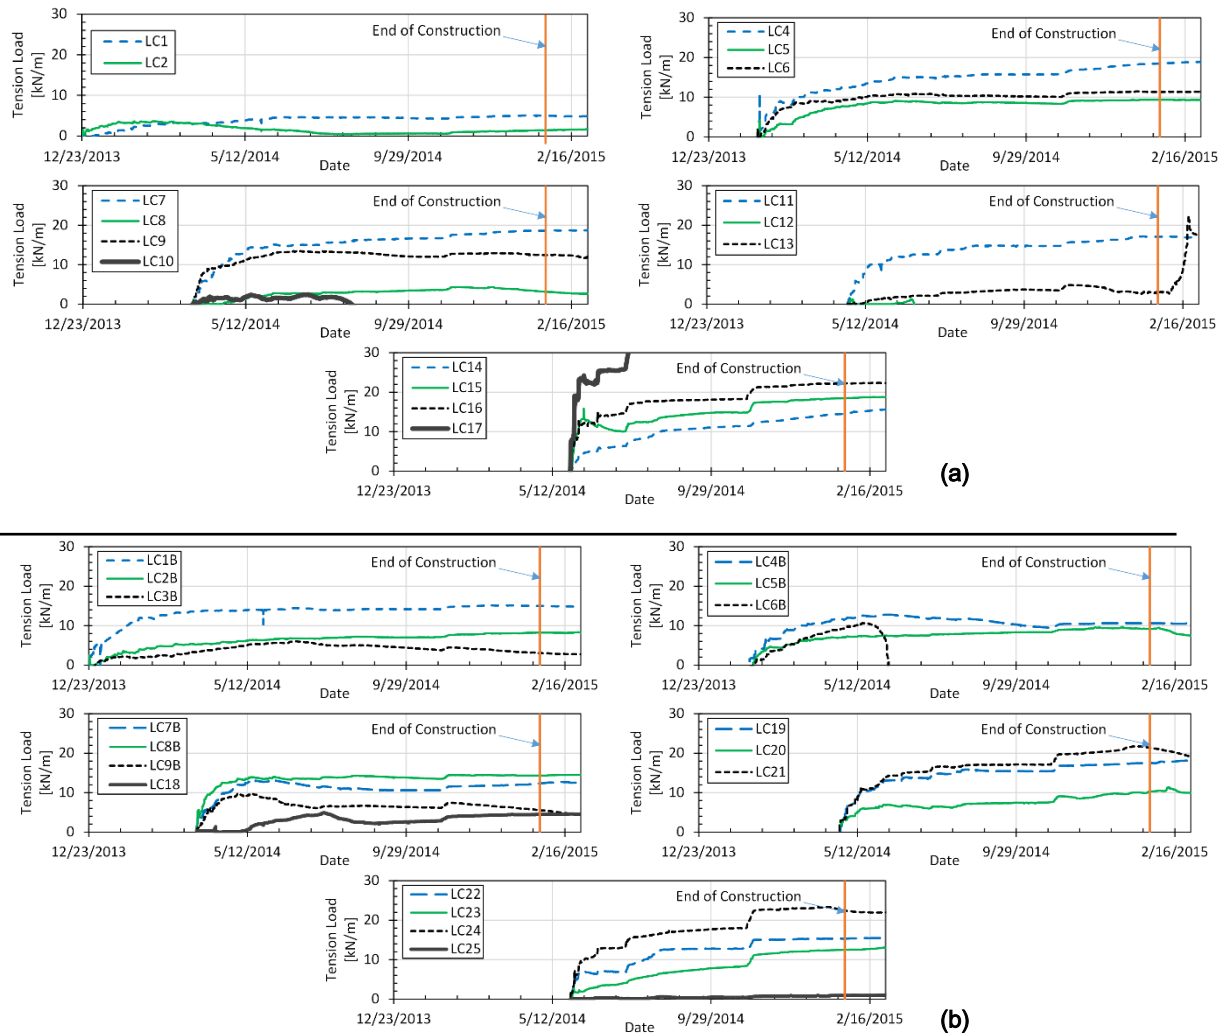 30
20
10
0
Tension Load
[kN/m]
LC1
LC2
End of Construction
12/23/2013
5/12/2014
9/29/2014
2/16/2015
Date
30
20
10
0
Tension Load
[kN/m]
LC4
LC5
LC6
End of Construction
12/23/2013
5/12/2014
9/29/2014
2/16/2015
Date
30
20
10
0
Tension Load
[kN/m]
LC7
LC8
LC9
LC10
End of Construction
12/23/2013
5/12/2014
9/29/2014
2/16/2015
Date
30
20
10
0
Tension Load
[kN/m]
LC11
LC12
LC13
End of Construction
12/23/2013
5/12/2014
9/29/2014
2/16/2015
Date
30
20
10
0
Tension Load
[kN/m]
LC14
LC15
LC16
LC17
End of Construction
12/23/2013
5/12/2014
9/29/2014
2/16/2015
Date
(a)
30
20
10
0
Tension Load
[kN/m]
LC1B
LC2B
LC3B
End of Construction
12/23/2013
5/12/2014
9/29/2014
2/16/2015
Date
30
20
10
0
Tension Load
[kN/m]
LC4B
LC5B
LC6B
End of Construction
12/23/2013
5/12/2014
9/29/2014
2/16/2015
Date
30
20
10
0
Tension Load
[kN/m]
LC7B
LC8B
LC9B
LC18
End of Construction
12/23/2013
5/12/2014
9/29/2014
2/16/2015
Date
30
20
10
0
Tension Load
[kN/m]
LC19
LC20
LC21
End of Construction
12/23/2013
5/12/2014
9/29/2014
2/16/2015
Date
30
20
10
0
Tension Load
[kN/m]
LC22
LC23
LC24
LC25
End of Construction
12/23/2013
5/12/2014
9/29/2014
2/16/2015
Date
(b)